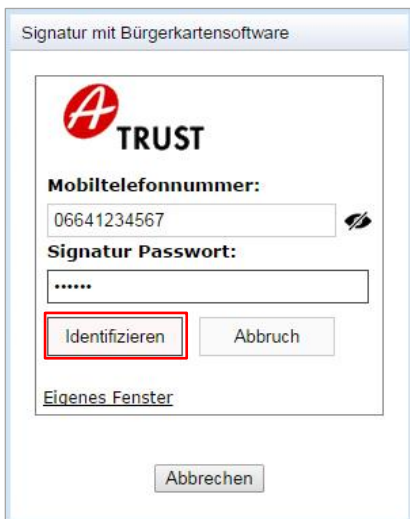 Signatur mit Bürgerkartensoftware
A
TRUST
Mobiltelefonnummer:
06641234567
Signatur Passwort:
••••••
Identifizieren Abbruch
Eigenes Fenster
Abbrechen